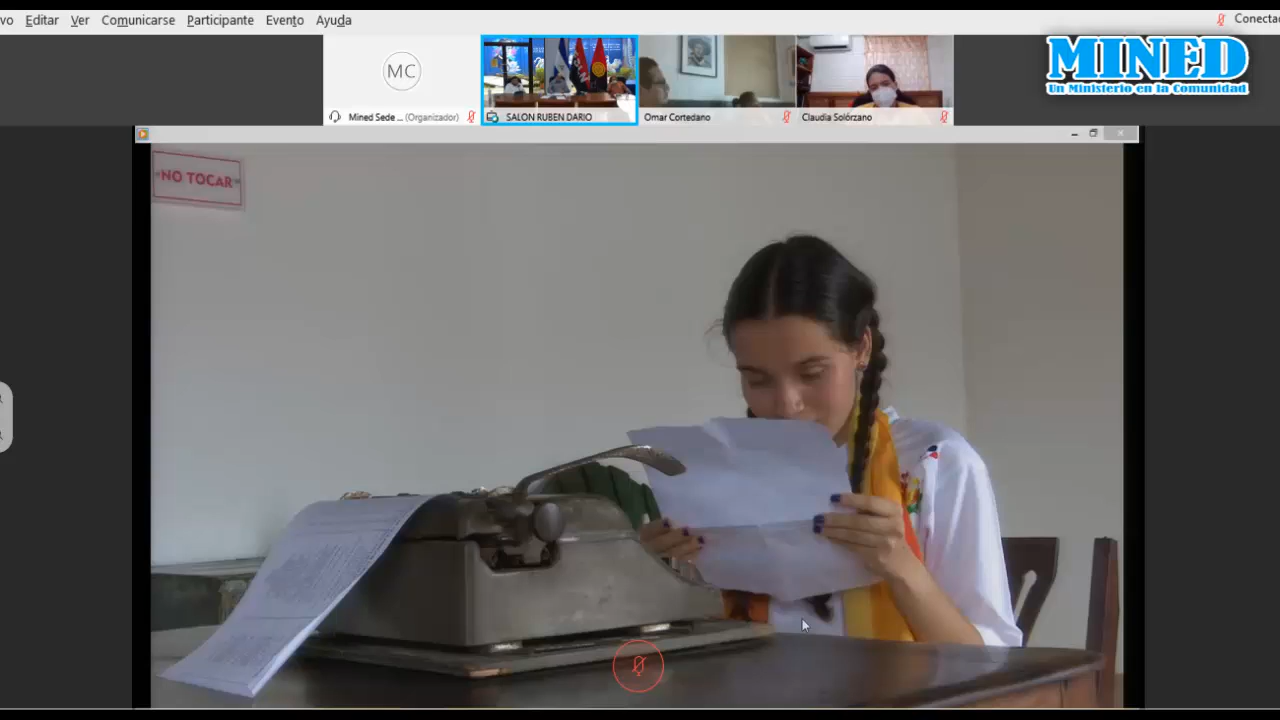 vo Editar Ver Comunicarse Participante Evento Ayuda
Conectad
MINED
Un Ministerio en la Comunidad
MC
Mined Sede ... (Organizador)
SALON RUBEN DARIO
Omar Cortedano
Claudia Solórzano
NO TOCAR